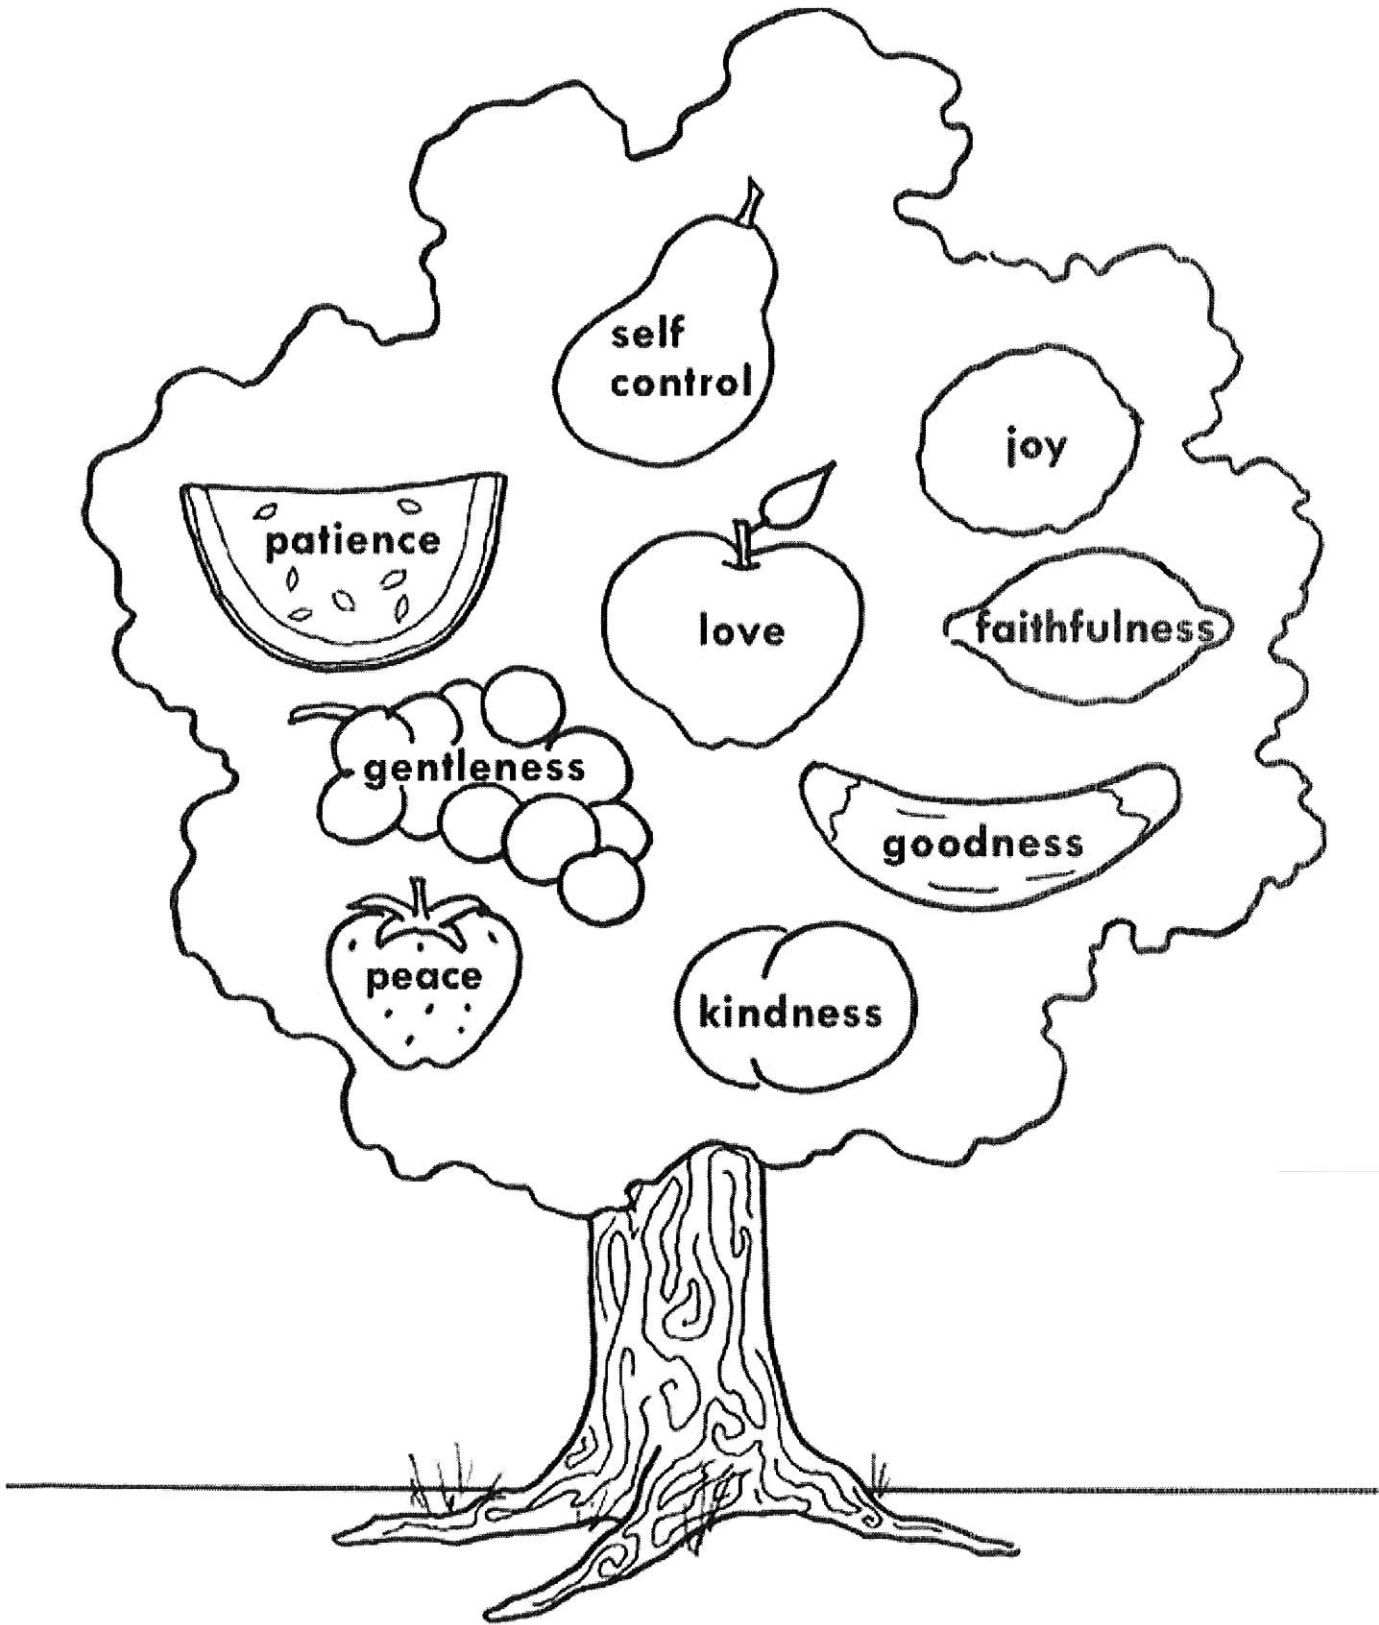 self
control
joy
patience
love
faithfulness
gentleness
goodness
peace
kindness